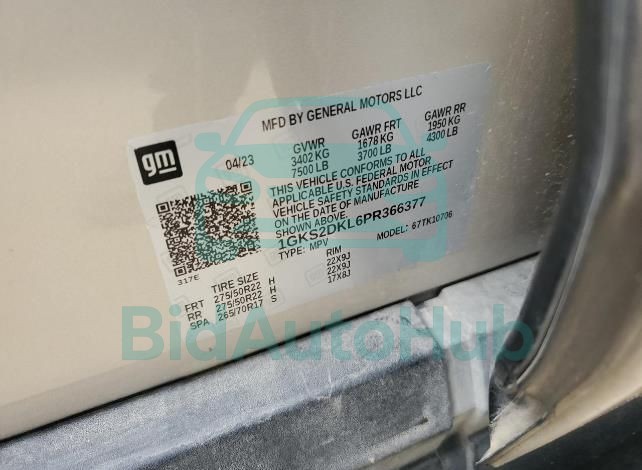 MFD BY GENERAL MOTORS LLC
gm
04/23
GVWR GAWR FRT GAWR RR
3402 KG 1678 KG 1950 KG
7500 LB 3700 LB 4300 LB
THIS VEHICLE CONFORMS TO ALL
APPLICABLE U.S. FEDERAL MOTOR
VEHICLE SAFETY STANDARDS IN EFFECT
ON THE DATE OF MANUFACTURE
1GKS2DKL6PR366377
TYPE: MPV MODEL: 67TK10706
317E
TIRE SIZE RIM
FRT 275/50R22 H 22X9J
RR 275/50R22 H 22X9J
SPA 265/70R17 S 17X8J
BidAutoHub